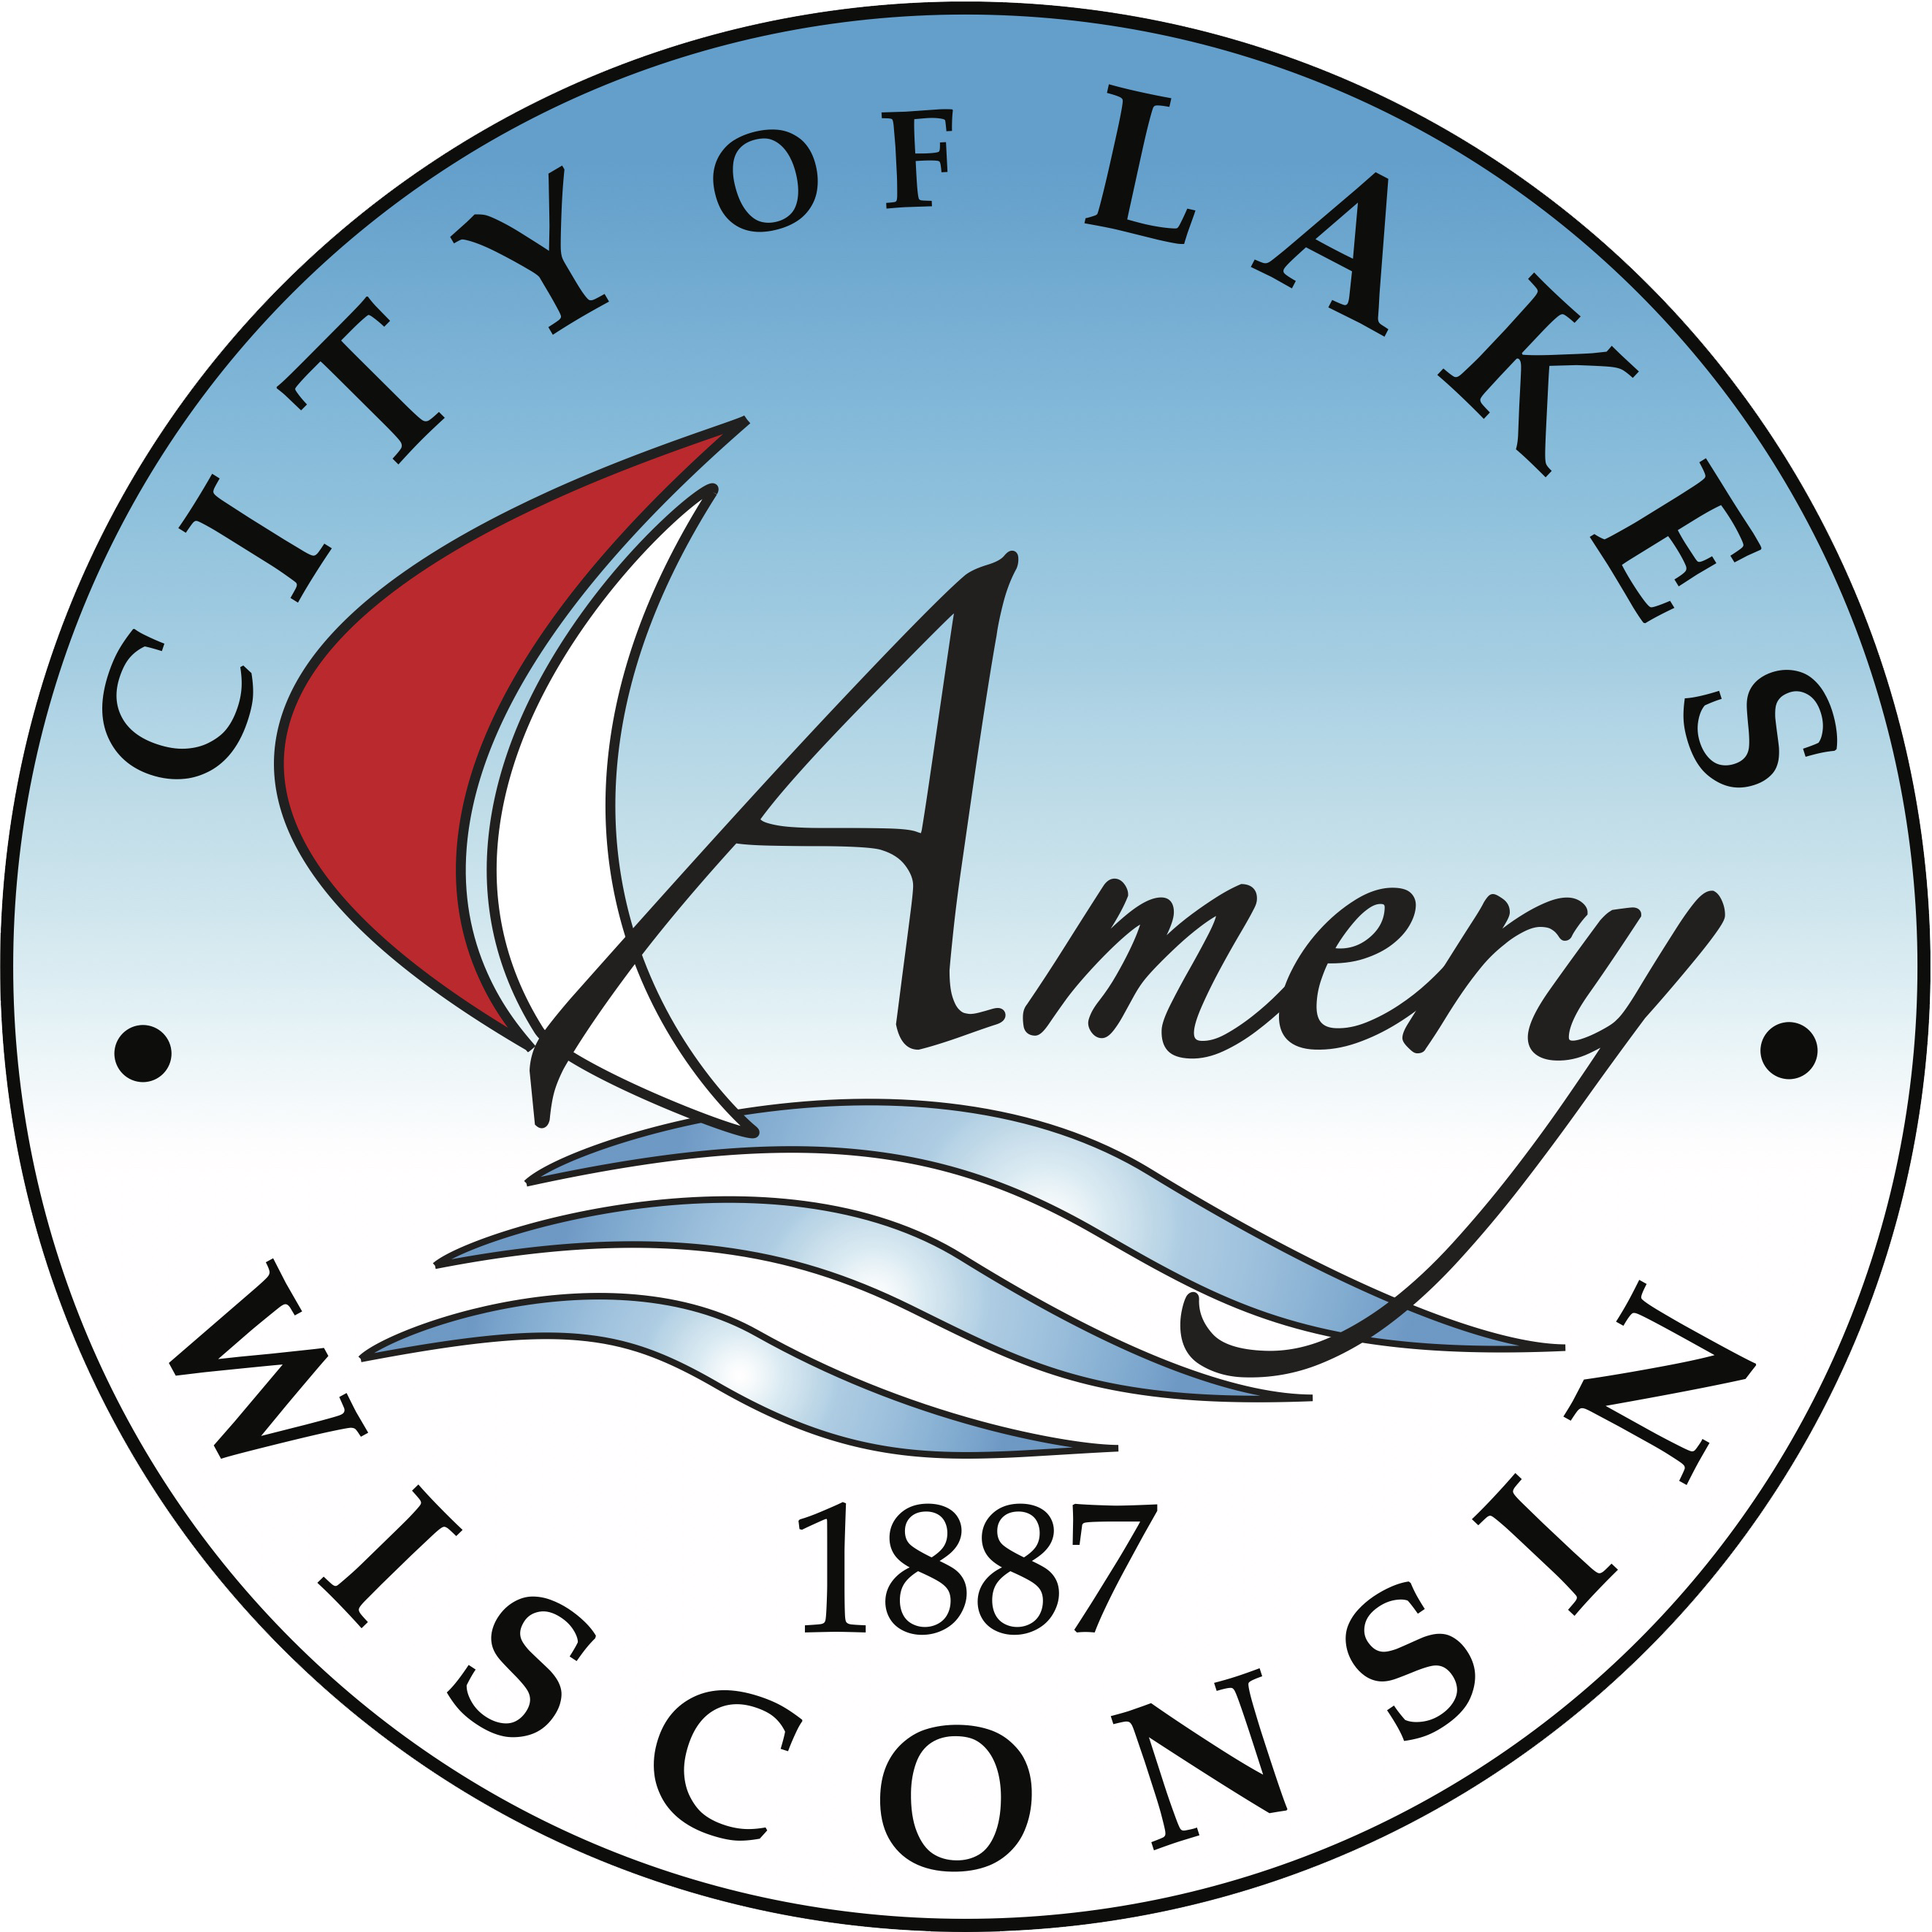 CITY OF LAKES
Amery
1887
WISCONSIN